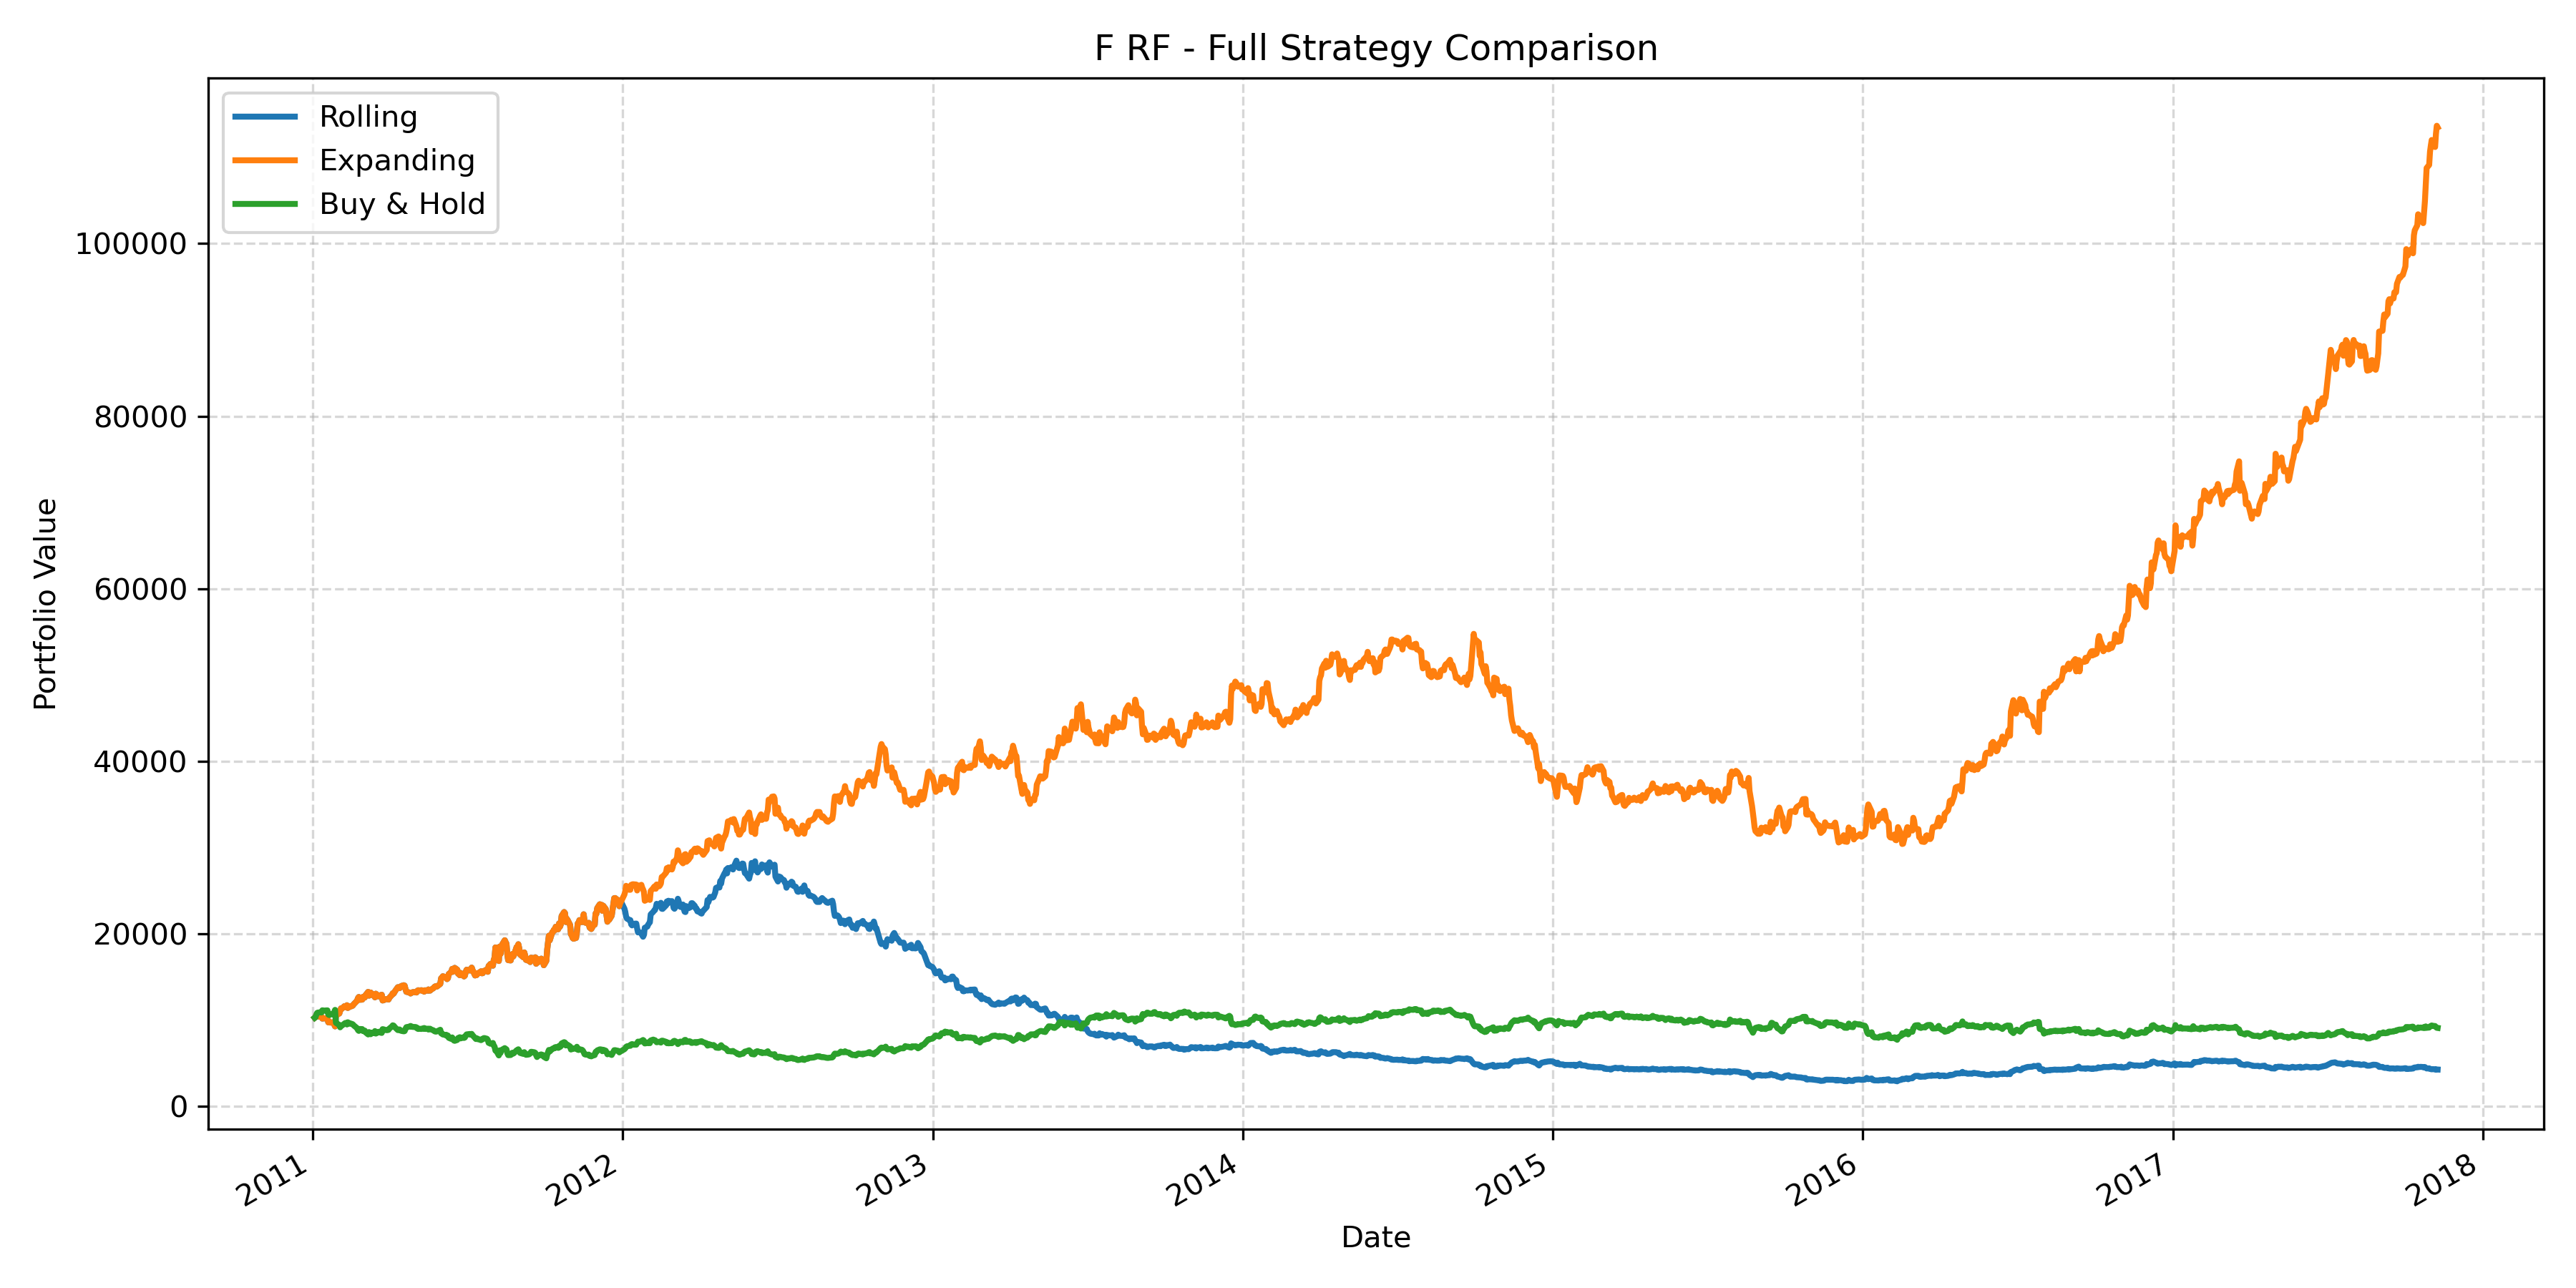 F RF - Full Strategy Comparison
Rolling
Expanding
Buy & Hold
Portfolio Value
100000
80000
60000
40000
20000
0
2011
2012
2013
2014
2015
2016
2017
2018
Date